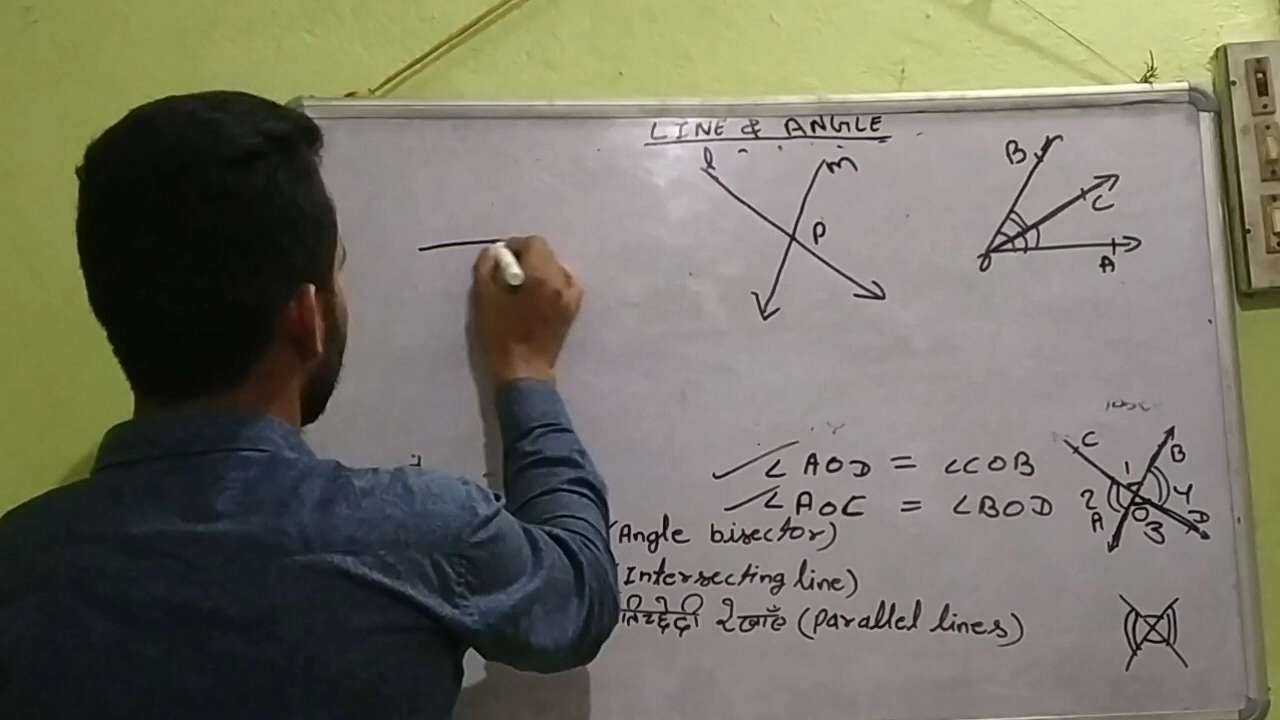 LINE & ANGLE
l
m
P
B
C
O
A
∠AOD = ∠COB
∠AOC = ∠BOD
C
B
1
2
4
A
O
D
3
(Angle bisector)
(Intersecting line)
रेखाएँ (Parallel lines)